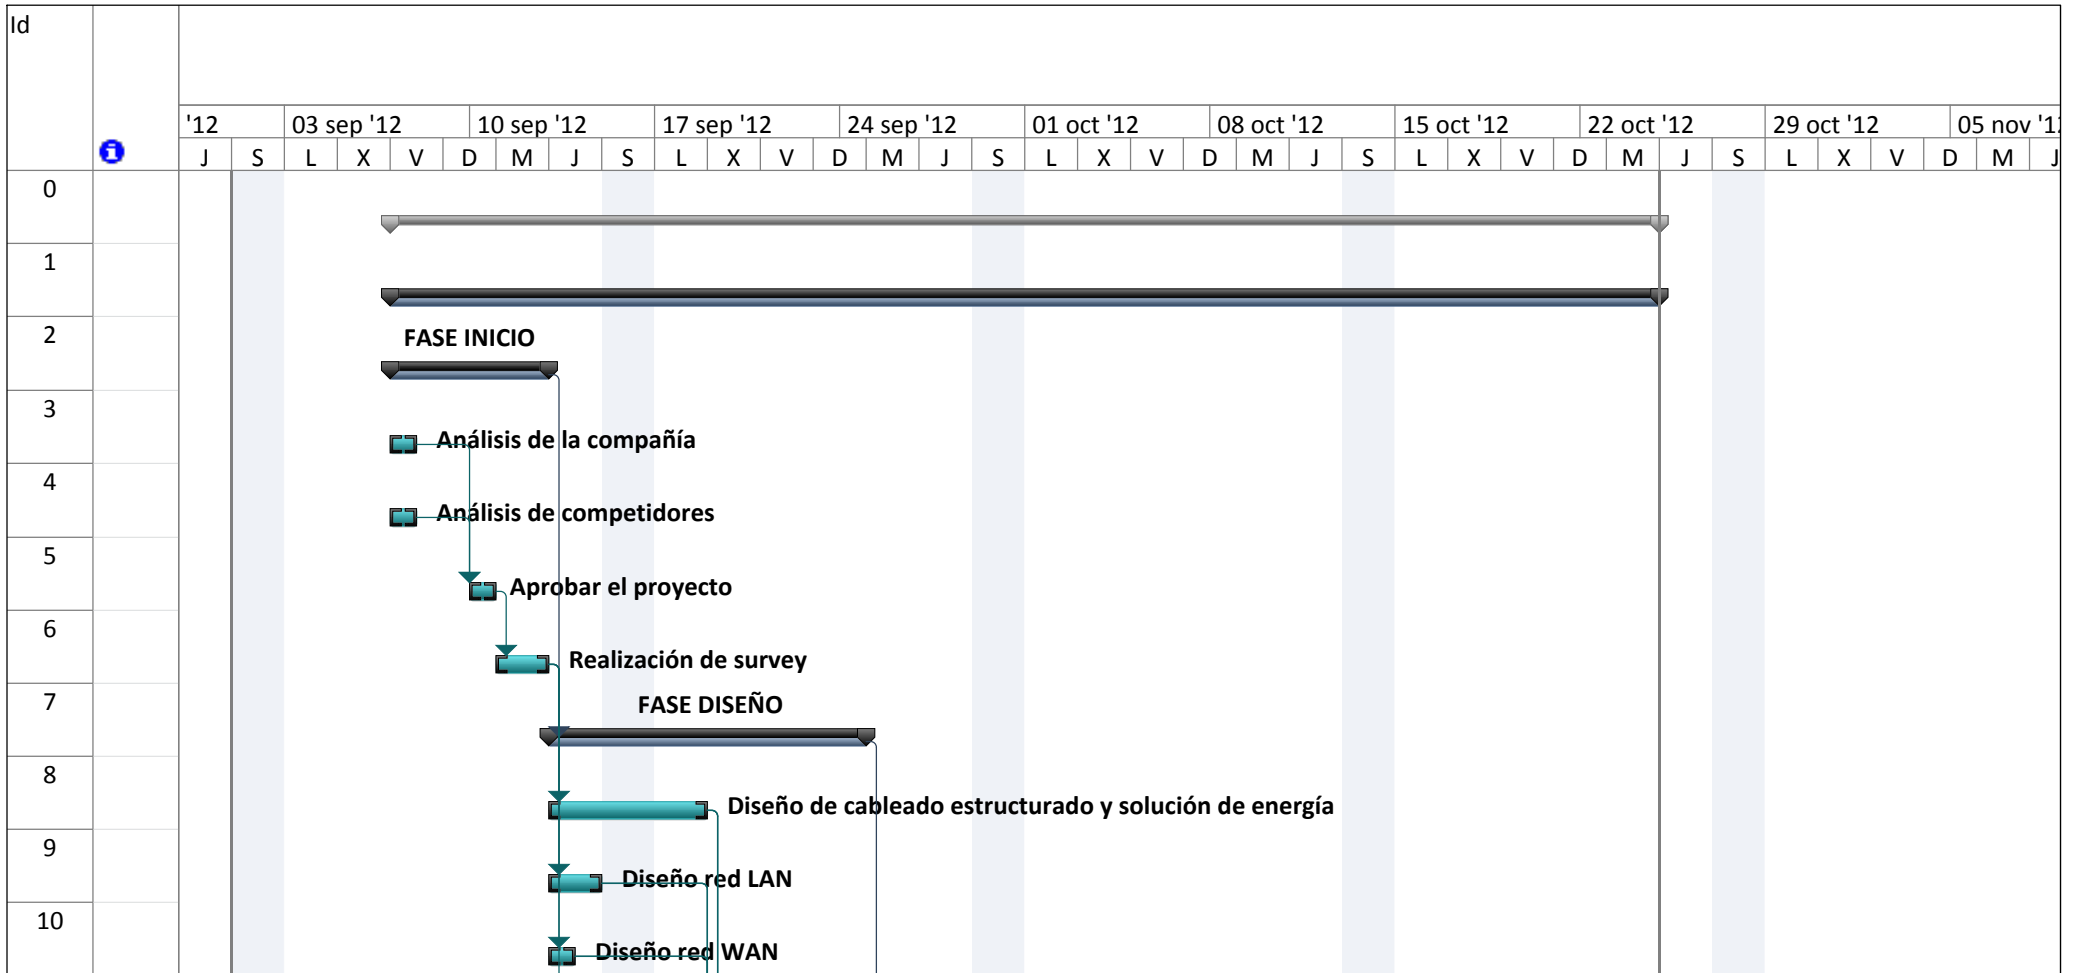 Id
'12 03 sep '12 10 sep '12 17 sep '12 24 sep '12 01 oct '12 08 oct '12 15 oct '12 22 oct '12 29 oct '12 05 nov '12
J S L X V D M J S L X V D M J S L X V D M J S L X V D M J S L X V D M J
0
1
2
FASE INICIO
3
Análisis de la compañía
4
Análisis de competidores
5
Aprobar el proyecto
6
Realización de survey
7
FASE DISEÑO
8
Diseño de cableado estructurado y solución de energía
9
Diseño red LAN
10
Diseño red WAN